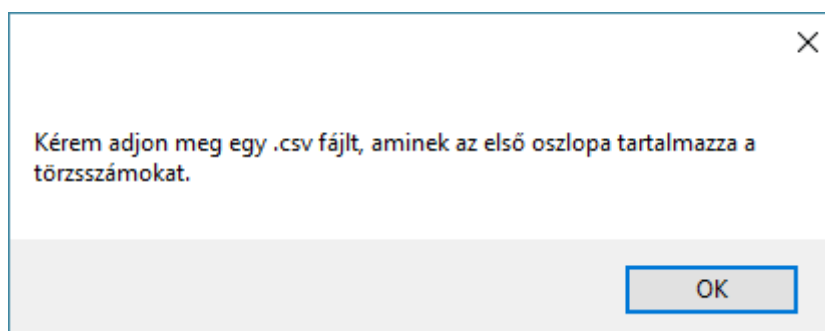 Kérem adjon meg egy .csv fájlt, aminek az első oszlopa tartalmazza a
törzsszámokat.
OK